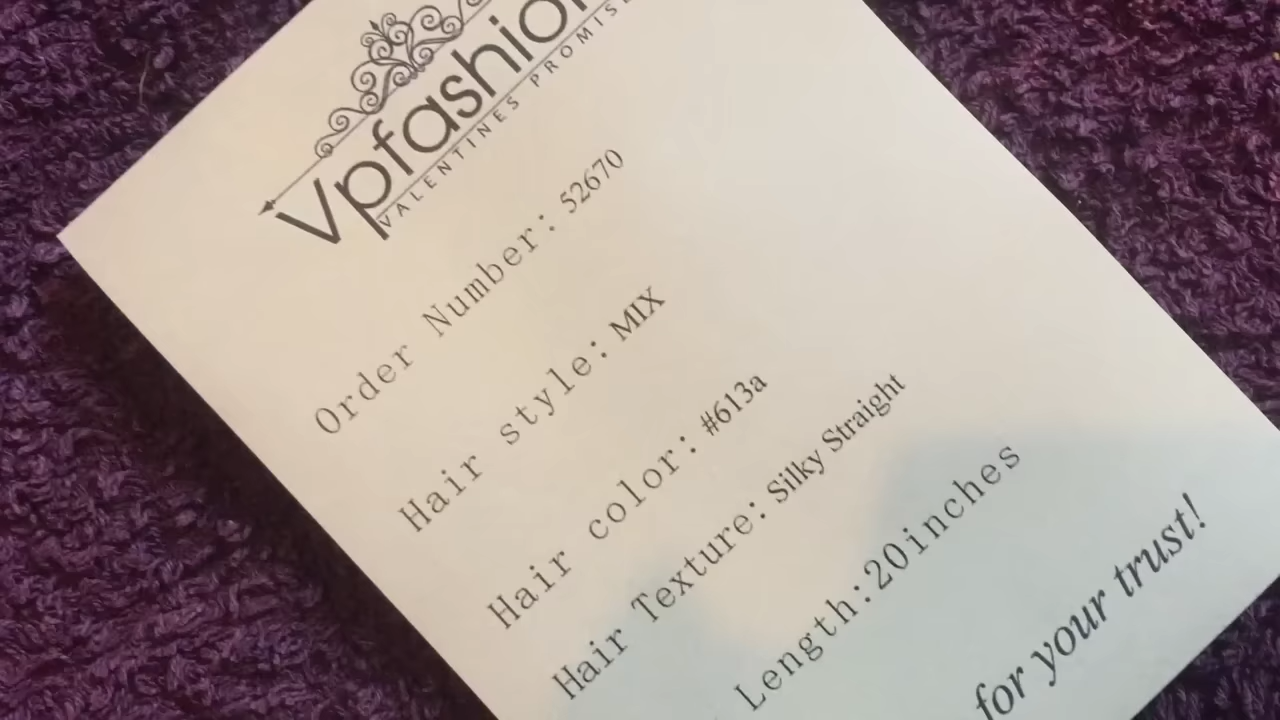 Vpfashion
VALENTINES PROMISE
Order Number: 52670
Hair style: MIX
Hair color: #613a
Hair Texture: Silky Straight
Length:20inches
for your trust!